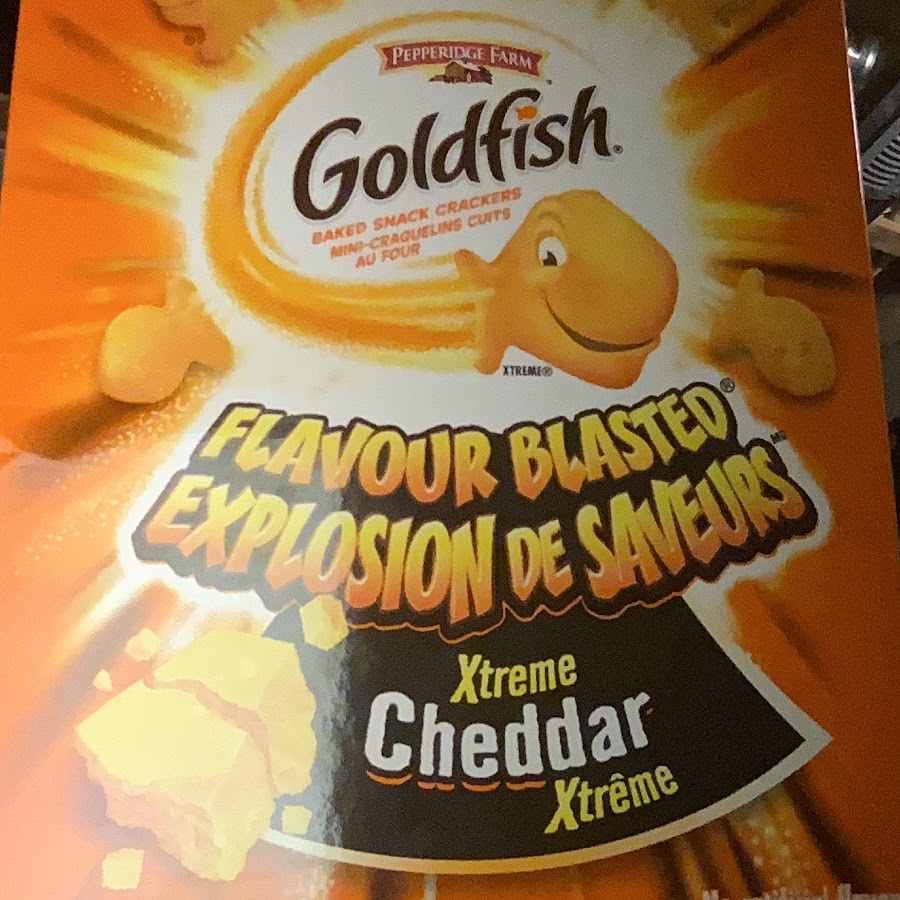 PEPPERIDGE FARM
Goldfish®
BAKED SNACK CRACKERS
MINI-CRAQUELINS CUITS
AU FOUR
XTREME®
FLAVOUR BLASTED®
EXPLOSION DE SAVEURS
Xtreme
Cheddar
Xtrême